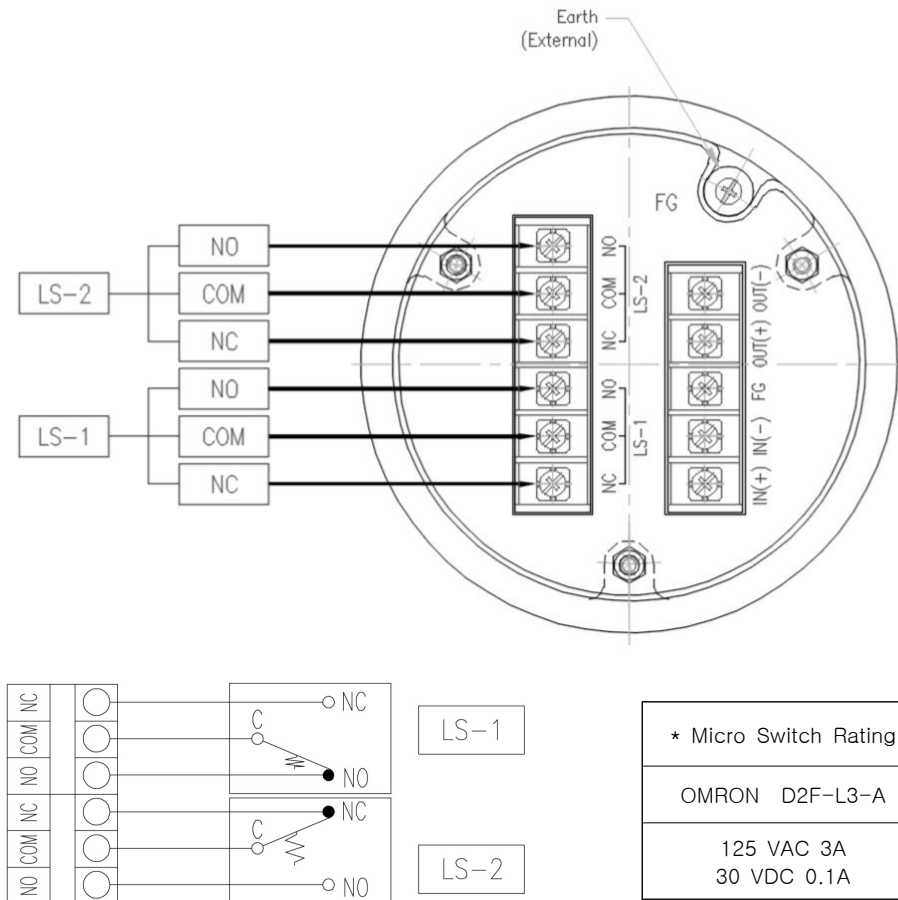 Earth
(External)
FG
LS-2
NO
COM
NC
LS-1
NO
COM
NC
NO
COM
NC
LS-2
NO
COM
NC
LS-1
OUT(-)
OUT(+)
FG
IN(-)
IN(+)
NC
COM
NO
NC
COM
NO
NC
C
NO
LS-1
NC
C
NO
LS-2
* Micro Switch Rating
OMRON D2F-L3-A
125 VAC 3A
30 VDC 0.1A